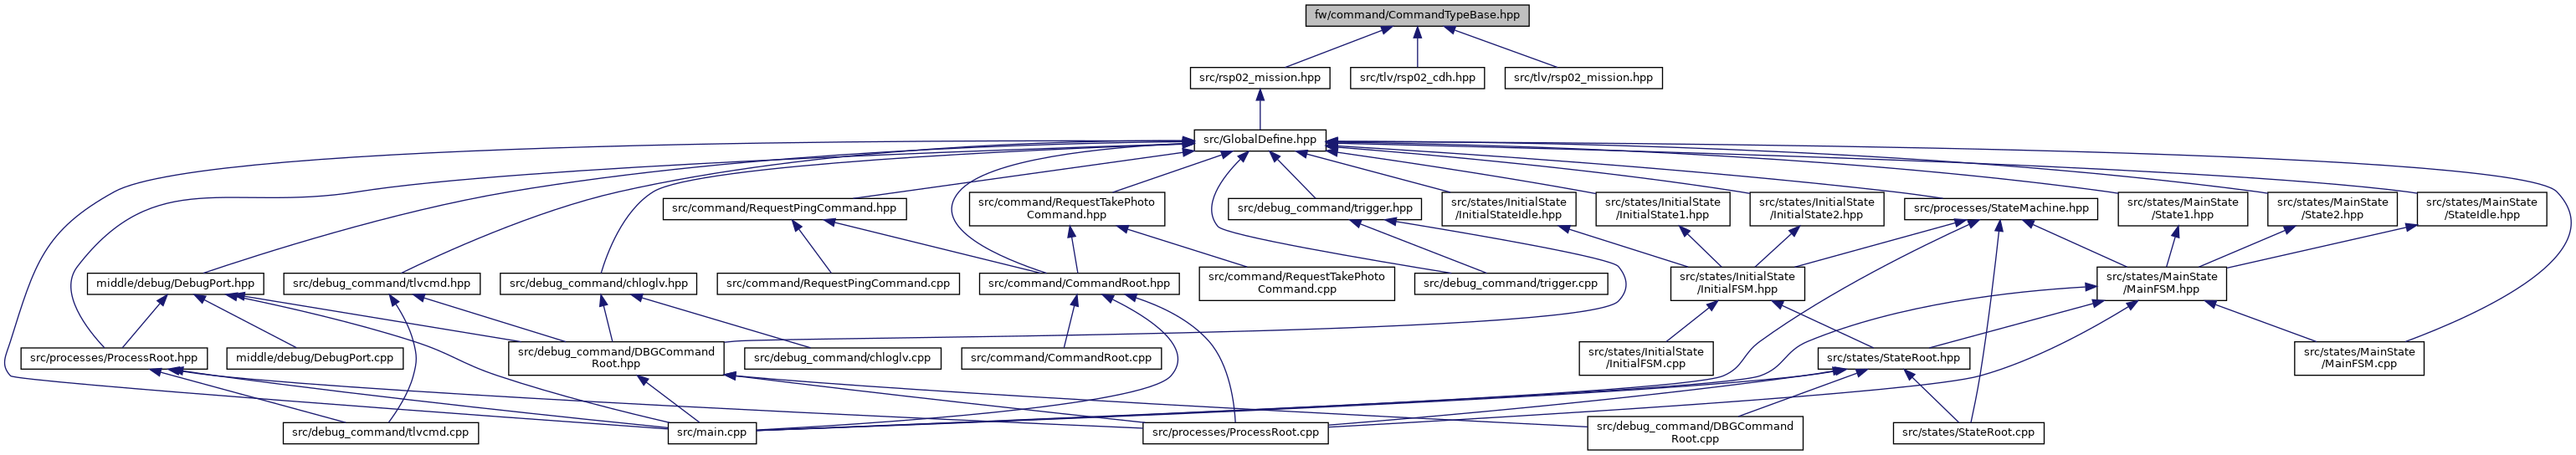 fw/command/CommandTypeBase.hpp
src/rsp02_mission.hpp
src/tlv/rsp02_cdh.hpp
src/tlv/rsp02_mission.hpp
src/GlobalDefine.hpp
src/command/RequestPingCommand.hpp
src/command/RequestTakePhoto
Command.hpp
src/debug_command/trigger.hpp
src/states/InitialState
/InitialStateIdle.hpp
src/states/InitialState
/InitialState1.hpp
src/states/InitialState
/InitialState2.hpp
src/processes/StateMachine.hpp
src/states/MainState
/State1.hpp
src/states/MainState
/State2.hpp
src/states/MainState
/StateIdle.hpp
middle/debug/DebugPort.hpp
src/debug_command/tlvcmd.hpp
src/debug_command/chloglv.hpp
src/command/RequestPingCommand.cpp
src/command/CommandRoot.hpp
src/command/RequestTakePhoto
Command.cpp
src/debug_command/trigger.cpp
src/states/InitialState
/InitialFSM.hpp
src/states/MainState
/MainFSM.hpp
src/processes/ProcessRoot.hpp
middle/debug/DebugPort.cpp
src/debug_command/DBGCommand
Root.hpp
src/debug_command/chloglv.cpp
src/command/CommandRoot.cpp
src/states/InitialState
/InitialFSM.cpp
src/states/StateRoot.hpp
src/states/MainState
/MainFSM.cpp
src/debug_command/tlvcmd.cpp
src/main.cpp
src/processes/ProcessRoot.cpp
src/debug_command/DBGCommand
Root.cpp
src/states/StateRoot.cpp